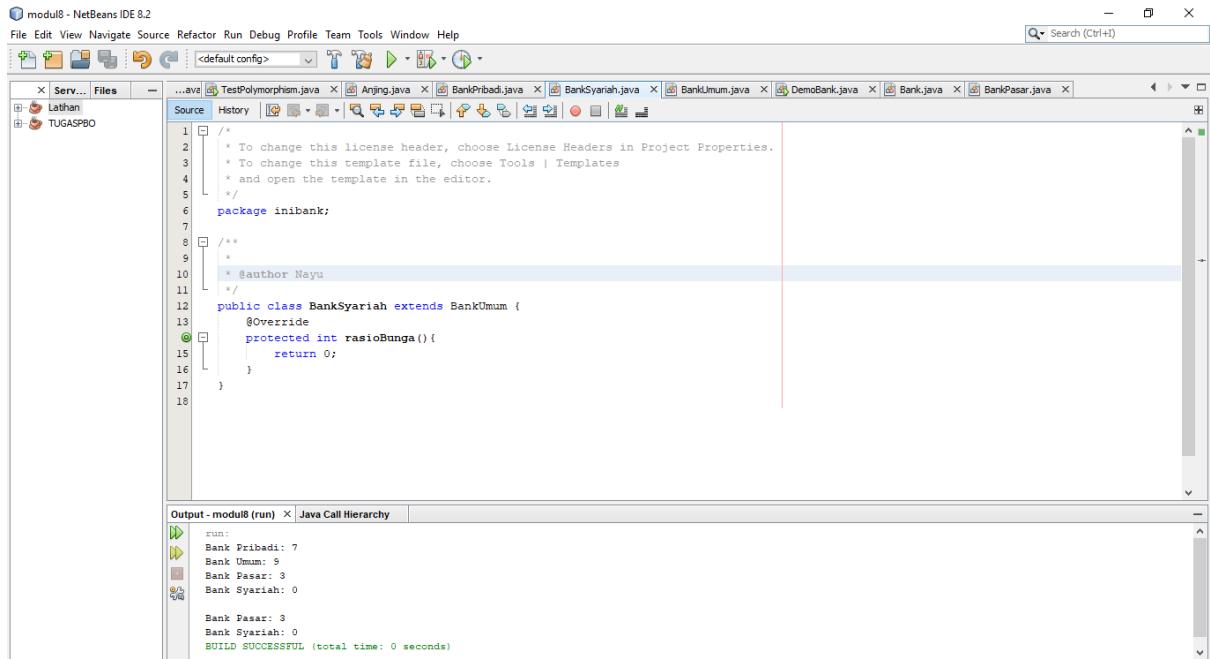 modul8 - NetBeans IDE 8.2
File Edit View Navigate Source Refactor Run Debug Profile Team Tools Window Help
Search (Ctrl+I)
<default config>
Serv... Files
...ava TestPolymorphism.java Anjing.java BankPribadi.java BankSyariah.java BankUmum.java DemoBank.java Bank.java BankPasar.java
Latihan
TUGASPBO
Source History
1 /*
2 * To change this license header, choose License Headers in Project Properties.
3 * To change this template file, choose Tools | Templates
4 * and open the template in the editor.
5 */
6 package inibank;
7
8 /**
9 *
10 * @author Nayu
11 */
12 public class BankSyariah extends BankUmum {
13 @Override
protected int rasioBunga(){
15 return 0;
16 }
17 }
18
Output - modul8 (run) Java Call Hierarchy
run:
Bank Pribadi: 7
Bank Umum: 9
Bank Pasar: 3
Bank Syariah: 0
Bank Pasar: 3
Bank Syariah: 0
BUILD SUCCESSFUL (total time: 0 seconds)